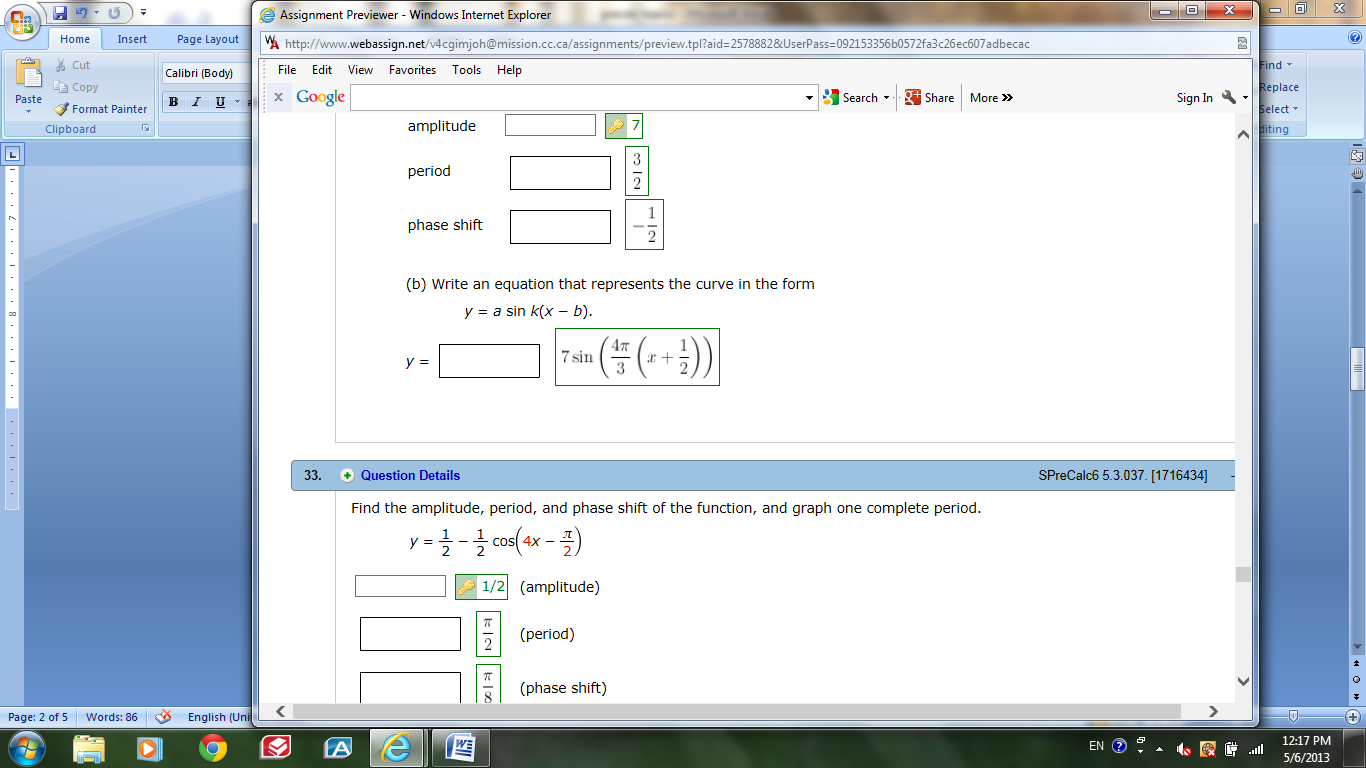 Assignment Previewer - Windows Internet Explorer
http://www.webassign.net/v4cgimjoh@mission.cc.ca/assignments/preview.tpl?aid=2578882&UserPass=092153356b0572fa3c26ec607adbecac
Home Insert Page Layout
File Edit View Favorites Tools Help
Paste
Cut
Copy
Format Painter
Clipboard
Calibri (Body)
B I U
X Google Search Share More » Sign In
Find
Replace
Select
diting
L
7
8
amplitude 7
period 3/2
phase shift −1/2
(b) Write an equation that represents the curve in the form
y = a sin k(x − b).
y = 7 sin (4π/3 (x + 1/2))
33. Question Details SPreCalc6 5.3.037. [1716434] -
Find the amplitude, period, and phase shift of the function, and graph one complete period.
y = 1/2 − 1/2 cos(4x − π/2)
1/2 (amplitude)
π/2 (period)
π/8 (phase shift)
Page: 2 of 5 Words: 86 English (Uni
EN 12:17 PM
5/6/2013